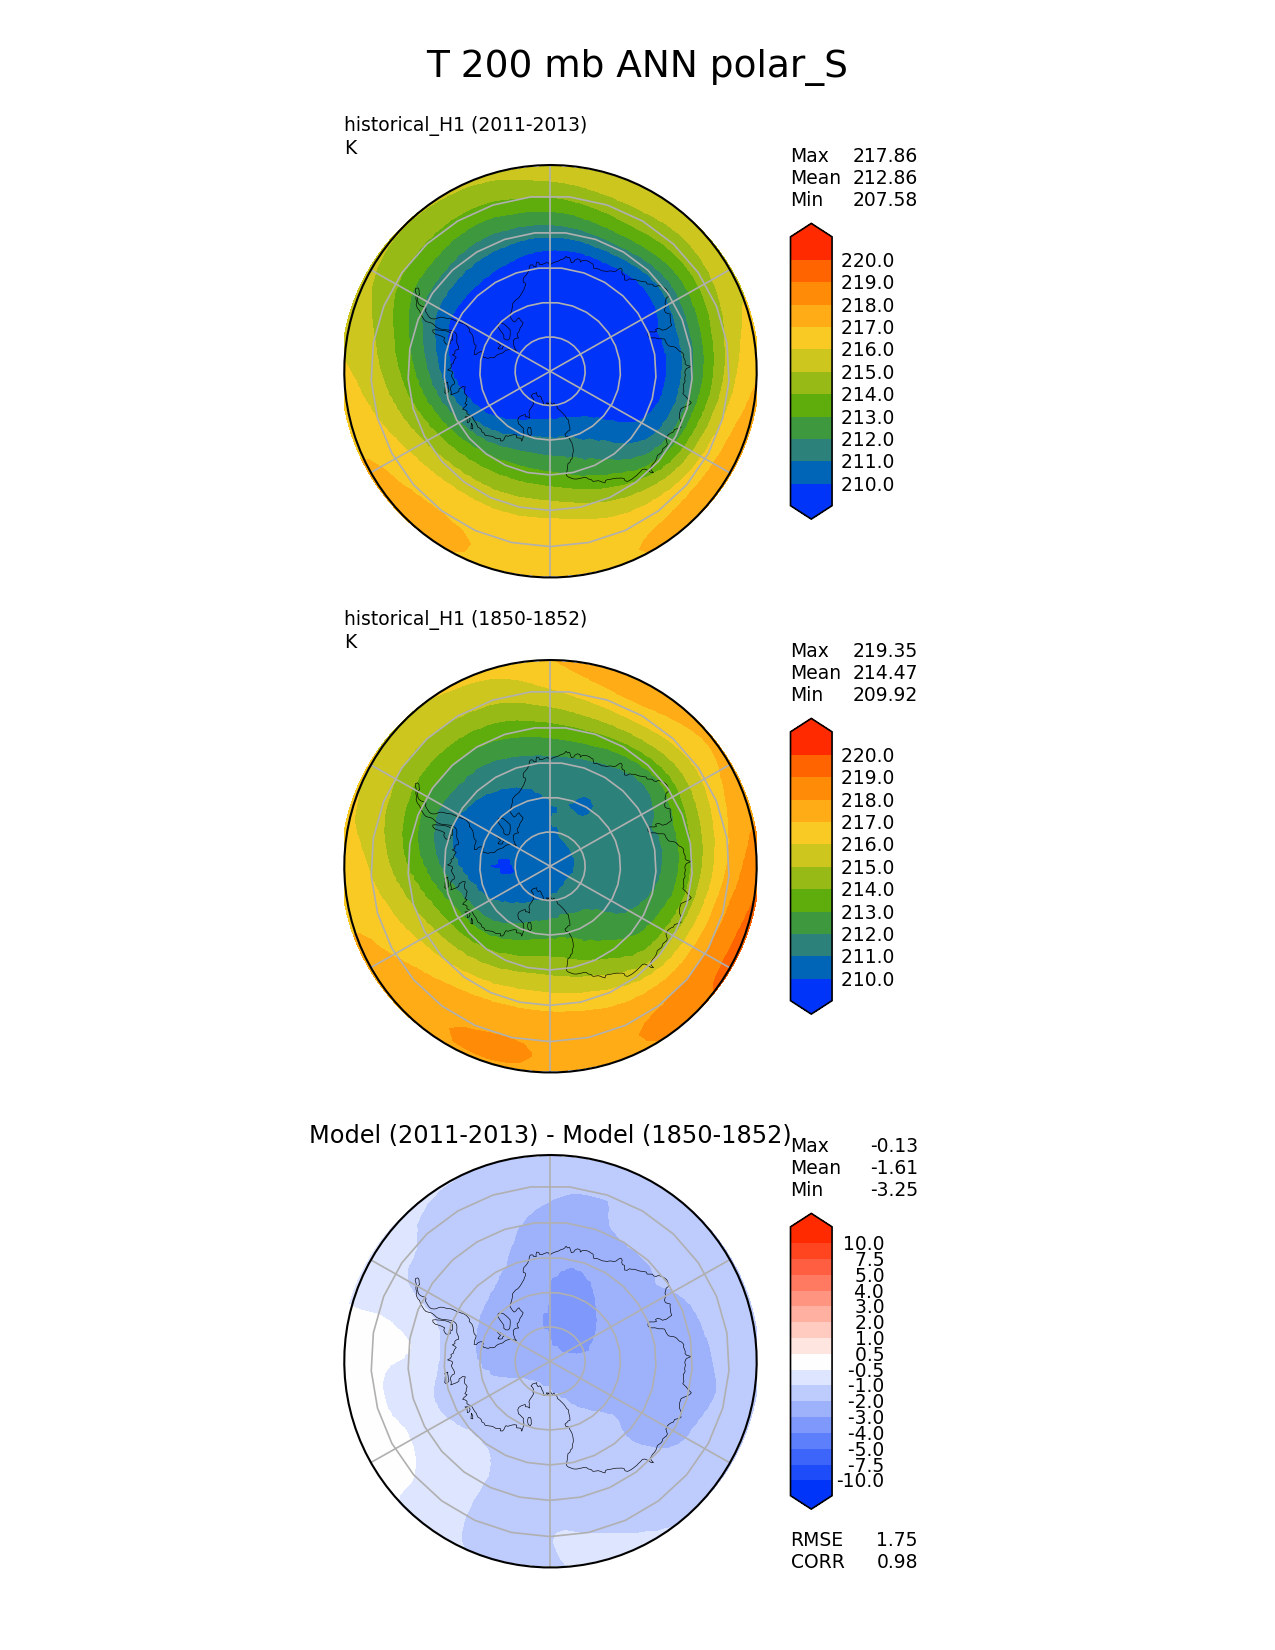 T 200 mb ANN polar_S
historical_H1 (2011-2013)
K
Max 217.86
Mean 212.86
Min 207.58
220.0
219.0
218.0
217.0
216.0
215.0
214.0
213.0
212.0
211.0
210.0
historical_H1 (1850-1852)
K
Max 219.35
Mean 214.47
Min 209.92
220.0
219.0
218.0
217.0
216.0
215.0
214.0
213.0
212.0
211.0
210.0
Model (2011-2013) - Model (1850-1852)
Max -0.13
Mean -1.61
Min -3.25
10.0
7.5
5.0
4.0
3.0
2.0
1.0
0.5
-0.5
-1.0
-2.0
-3.0
-4.0
-5.0
-7.5
-10.0
RMSE 1.75
CORR 0.98